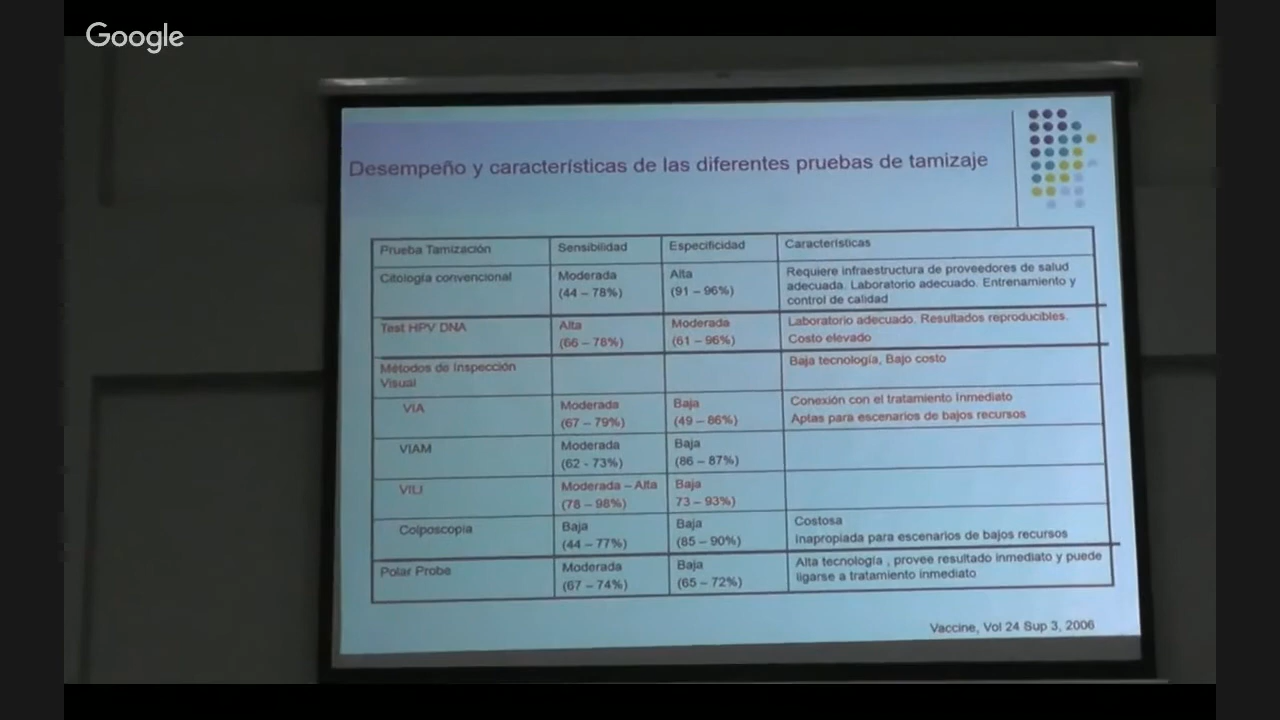 Google
Desempeño y características de las diferentes pruebas de tamizaje
Prueba Tamización
Sensibilidad
Especificidad
Características
Citología convencional
Moderada
(44 – 78%)
Alta
(91 – 96%)
Requiere infraestructura de proveedores de salud
adecuada. Laboratorio adecuado. Entrenamiento y
control de calidad
Test HPV DNA
Alta
(66 – 78%)
Moderada
(61 – 96%)
Laboratorio adecuado. Resultados reproducibles.
Costo elevado
Métodos de Inspección
Visual
Baja tecnología, Bajo costo
VIA
Moderada
(67 – 79%)
Baja
(49 – 86%)
Conexión con el tratamiento Inmediato
Aptas para escenarios de bajos recursos
VIAM
Moderada
(62 - 73%)
Baja
(86 – 87%)
VILI
Moderada – Alta
(78 – 98%)
Baja
73 – 93%)
Colposcopia
Baja
(44 – 77%)
Baja
(85 – 90%)
Costosa
Inapropiada para escenarios de bajos recursos
Polar Probe
Moderada
(67 – 74%)
Baja
(65 – 72%)
Alta tecnología , provee resultado inmediato y puede
ligarse a tratamiento inmediato
Vaccine, Vol 24 Sup 3, 2006